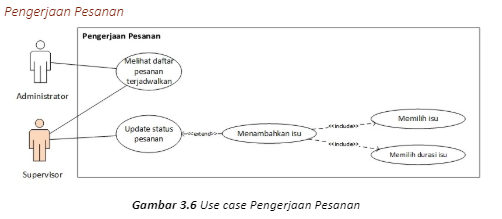 Pengerjaan Pesanan
Pengerjaan Pesanan
Melihat daftar
pesanan
terjadwalkan
Administrator
Update status
pesanan
<<extend>>
Menambahkan isu
<<include>>
Memilih isu
<<include>>
Memilih durasi isu
Supervisor
Gambar 3.6 Use case Pengerjaan Pesanan